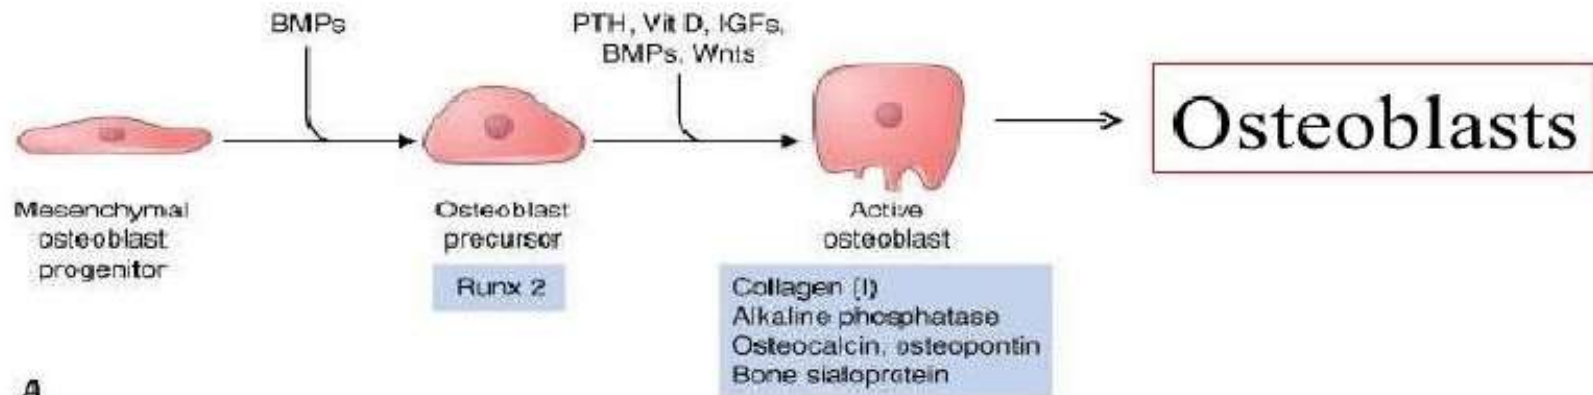 BMPs
PTH, Vit D, IGFs,
BMPs, Wnts
Osteoblasts
Mesenchymal
osteoblast
progenitor
Osteoblast
precursor
Runx 2
Active
osteoblast
Collagen (I)
Alkaline phosphatase
Osteocalcin, osteopontin
Bone sialoprotein
A